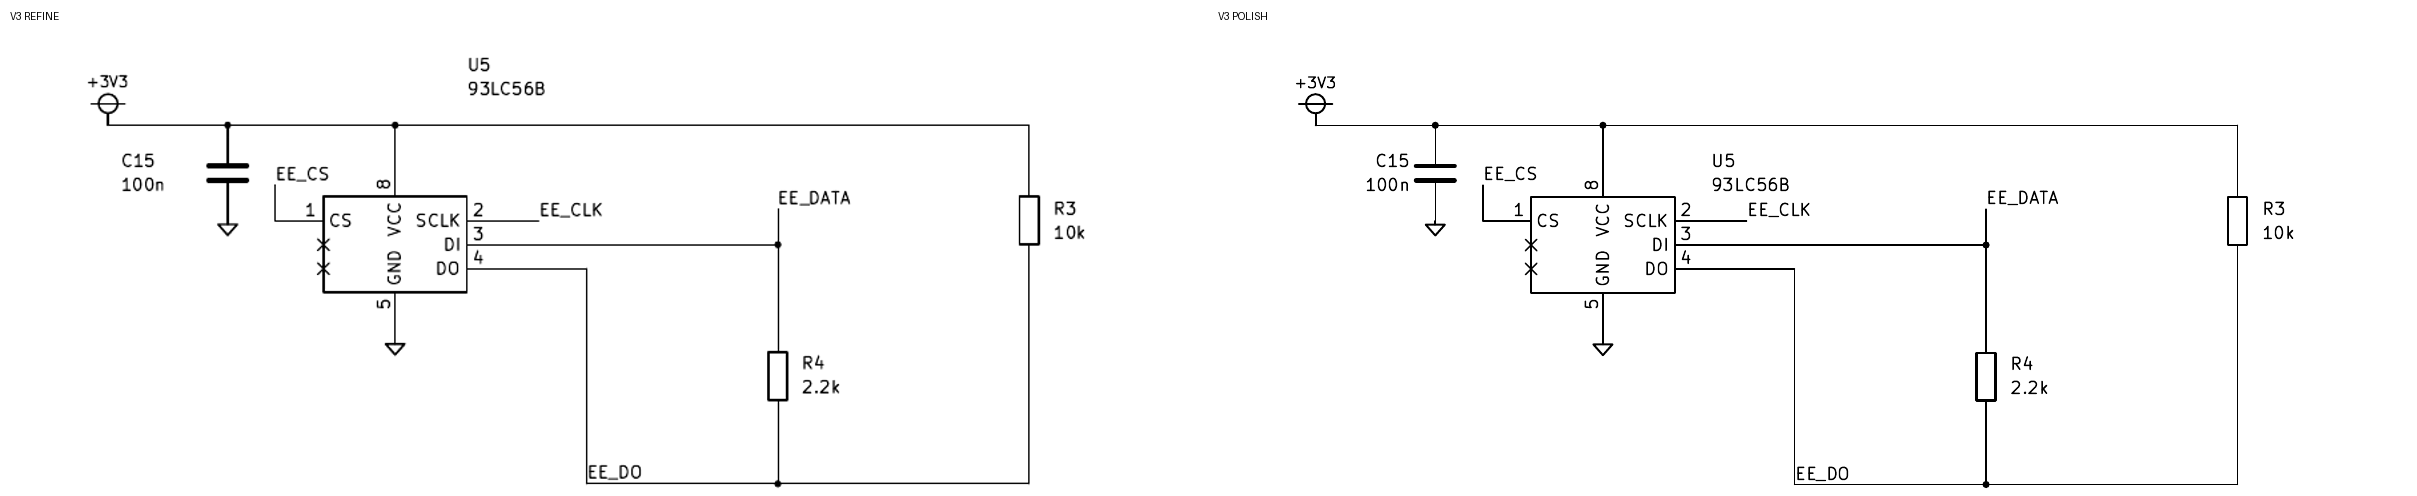 V3 REFINE
U5
93LC56B
+3V3
C15
100n
EE_CS
8
1
CS
VCC
SCLK
2
EE_CLK
DI
3
DO
4
GND
5
EE_DATA
R3
10k
R4
2.2k
EE_DO
V3 POLISH
+3V3
C15
100n
EE_CS
8
U5
93LC56B
1
CS
VCC
SCLK
2
EE_CLK
DI
3
DO
4
GND
5
EE_DATA
R3
10k
R4
2.2k
EE_DO